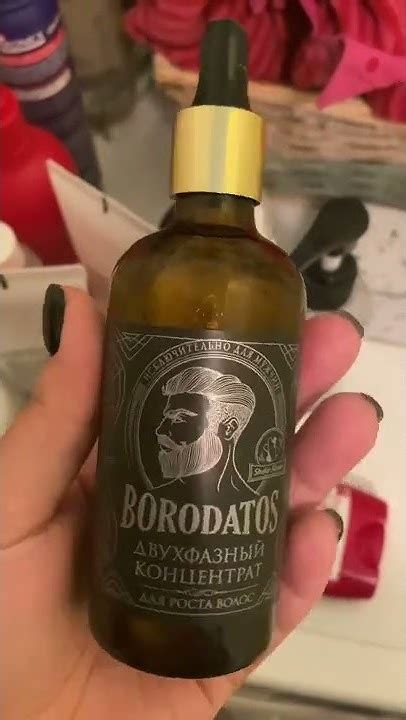 ИСКЛЮЧИТЕЛЬНО ДЛЯ МУЖЧИН
BORODATOS
ДВУХФАЗНЫЙ
КОНЦЕНТРАТ
ДЛЯ РОСТА ВОЛОС